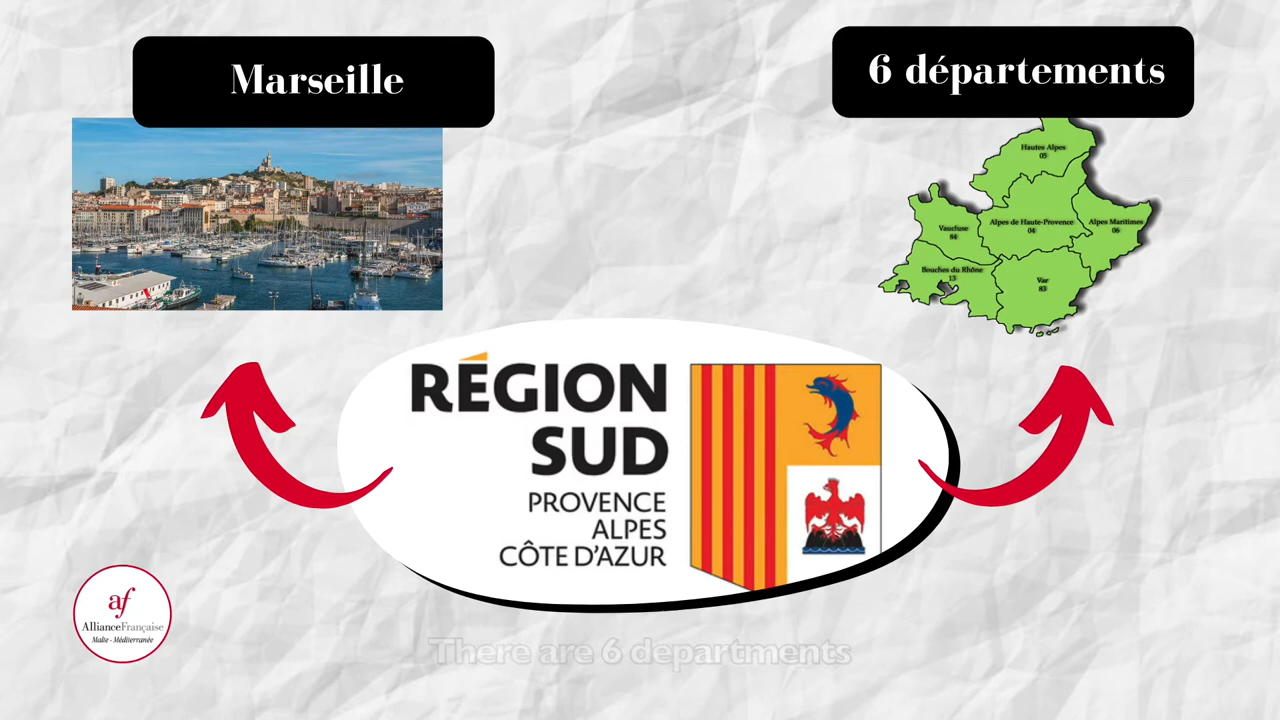 Marseille
6 départements
Hautes Alpes
05
Vaucluse
84
Alpes de Haute-Provence
04
Alpes Maritimes
06
Bouches du Rhône
13
Var
83
RÉGION
SUD
PROVENCE
ALPES
CÔTE D'AZUR
af
AllianceFrançaise
Malte - Méditerranée
There are 6 departments